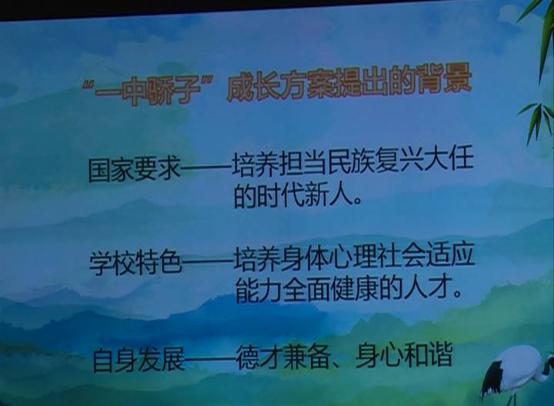 “一中骄子”成长方案提出的背景
国家要求——培养担当民族复兴大任
的时代新人。
学校特色——培养身体心理社会适应
能力全面健康的人才。
自身发展——德才兼备、身心和谐